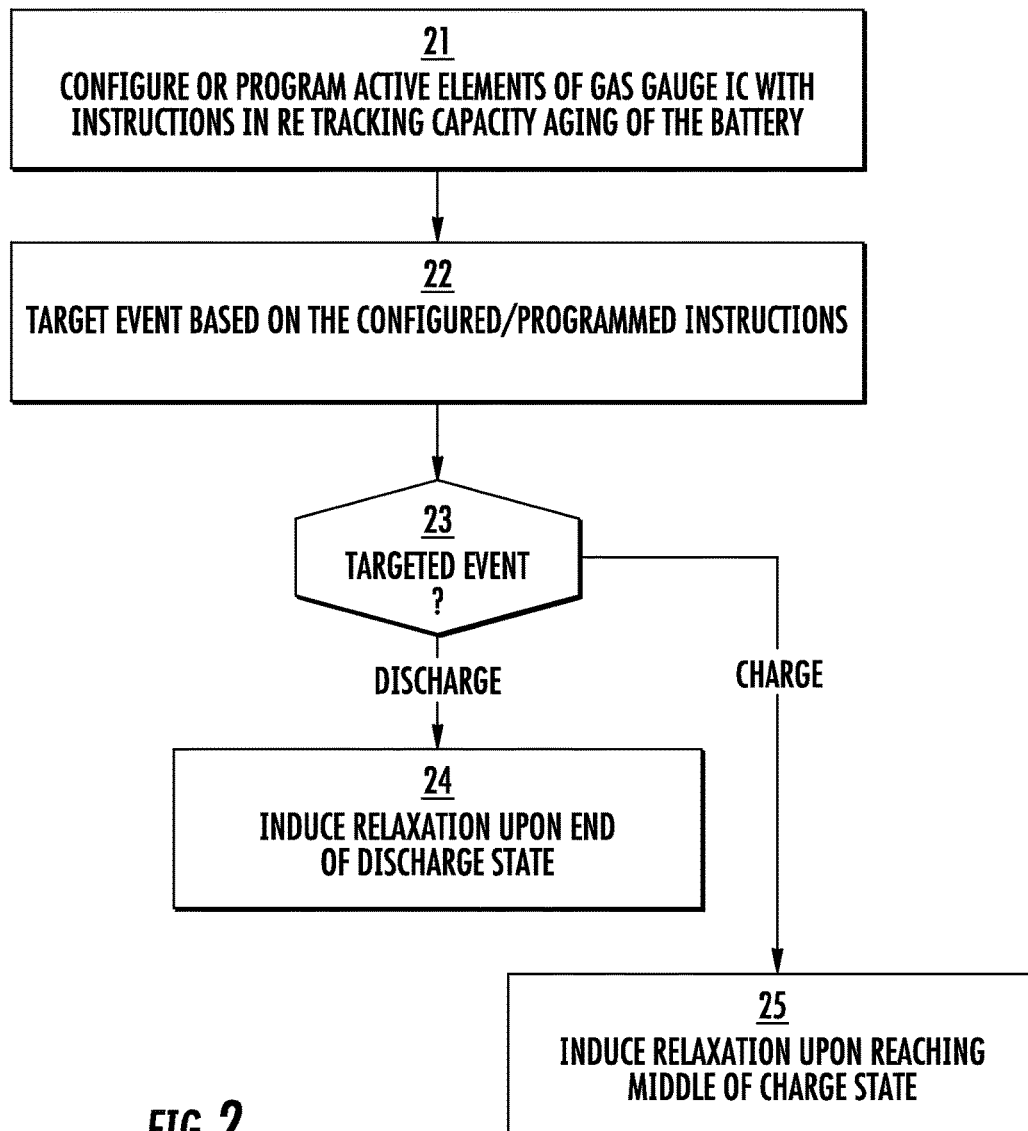 21
CONFIGURE OR PROGRAM ACTIVE ELEMENTS OF GAS GAUGE IC WITH
INSTRUCTIONS IN RE TRACKING CAPACITY AGING OF THE BATTERY
22
TARGET EVENT BASED ON THE CONFIGURED/PROGRAMMED INSTRUCTIONS
23
TARGETED EVENT
?
DISCHARGE
CHARGE
24
INDUCE RELAXATION UPON END
OF DISCHARGE STATE
25
INDUCE RELAXATION UPON REACHING
MIDDLE OF CHARGE STATE
FIG. 2